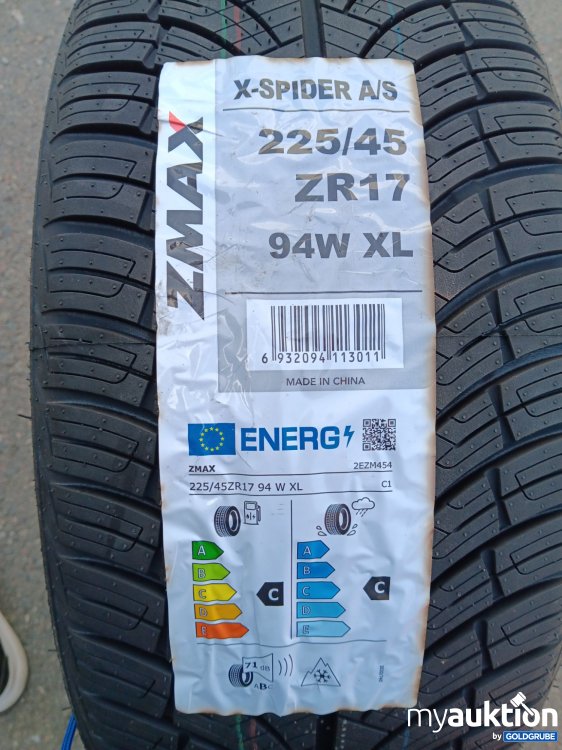 ZMAX
X-SPIDER A/S
225/45
ZR17
94W XL
6 932094 113011
MADE IN CHINA
ENERG
ZMAX 2EZM454
225/45ZR17 94 W XL C1
A A
B B
C C C C
D D
E E
71 dB
ABC
myauktion
by GOLDGRUBE